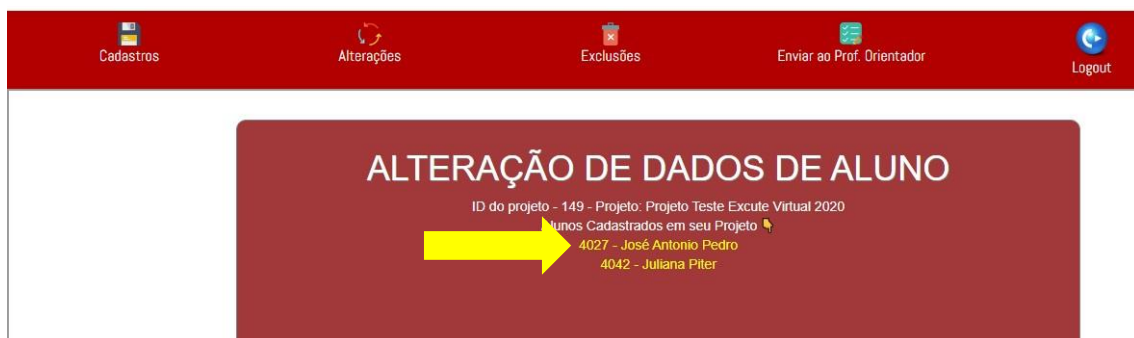 Cadastros
Alterações
Exclusões
Enviar ao Prof. Orientador
Logout
ALTERAÇÃO DE DADOS DE ALUNO
ID do projeto - 149 - Projeto: Projeto Teste Excute Virtual 2020
lunos Cadastrados em seu Projeto
4027 - José Antonio Pedro
4042 - Juliana Piter